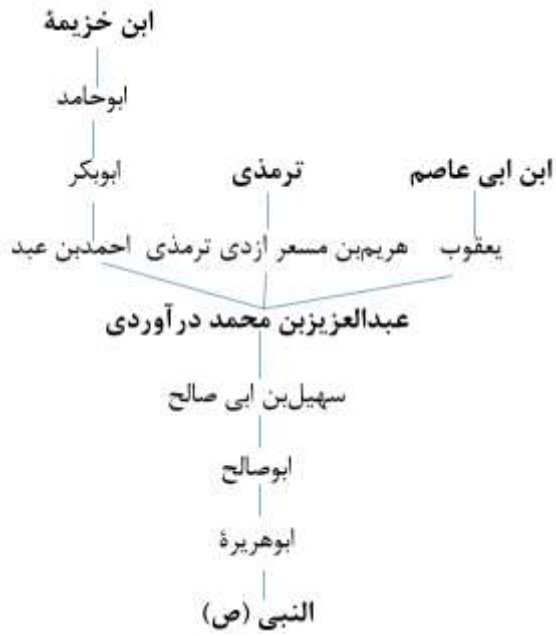 ابن خزیمة
ابوحامد
ابن ابی عاصم ترمذی ابوبکر
یعقوب هریم‌بن مسعر ازدی ترمذی احمدبن عبد
عبدالعزیزبن محمد درآوردی
سهیل‌بن ابی صالح
ابوصالح
ابوهریرة
النبی (ص)